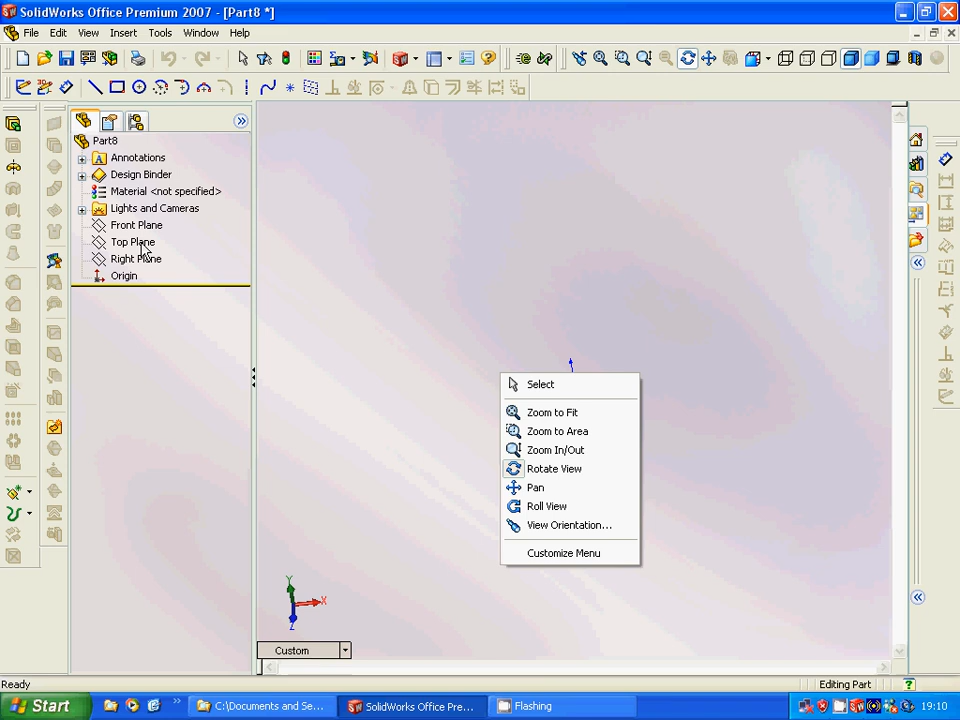 SolidWorks Office Premium 2007 - [Part8 *]
File Edit View Insert Tools Window Help
Part8
Annotations
Design Binder
Material <not specified>
Lights and Cameras
Front Plane
Top Plane
Right Plane
Origin
Select
Zoom to Fit
Zoom to Area
Zoom In/Out
Rotate View
Pan
Roll View
View Orientation...
Customize Menu
Y
X
Z
Custom
Ready Editing Part
Start C:\Documents and Se... SolidWorks Office Pre... Flashing 19:10